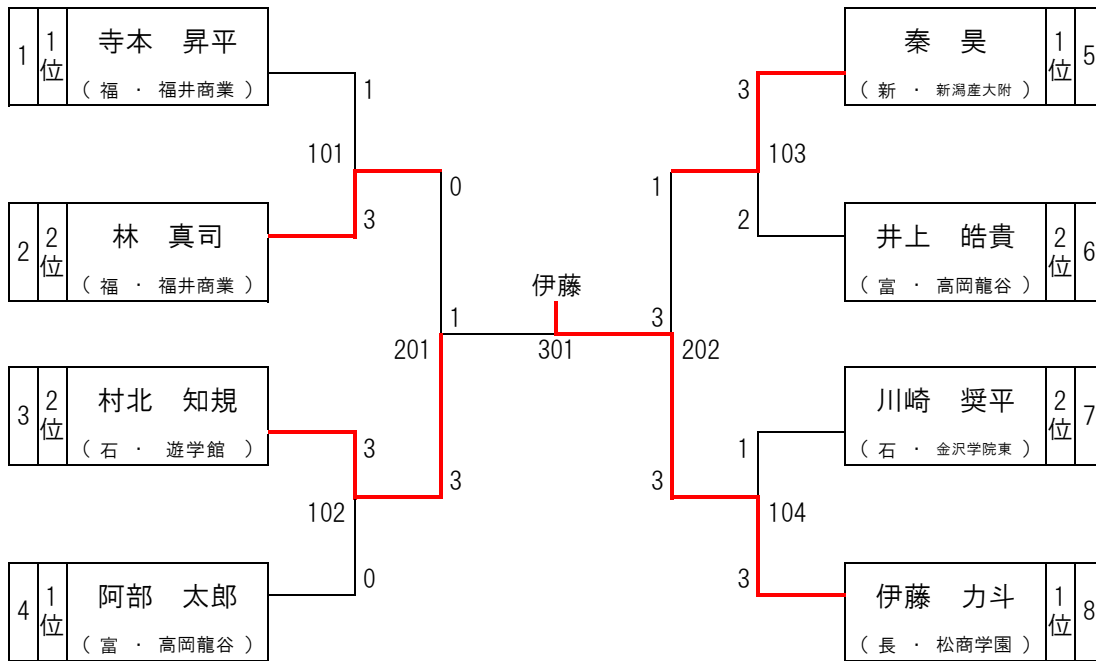 1 1位 寺本 昇平
( 福 ・ 福井商業 )
2 2位 林 真司
( 福 ・ 福井商業 )
3 2位 村北 知規
( 石 ・ 遊学館 )
4 1位 阿部 太郎
( 富 ・ 高岡龍谷 )
1
101
3
3
102
0
0
1
201
3
伊藤
301
1
3
202
3
3
103
2
1
104
3
秦 昊 1位 5
( 新 ・ 新潟産大附 )
井上 皓貴 2位 6
( 富 ・ 高岡龍谷 )
川崎 奨平 2位 7
( 石 ・ 金沢学院東 )
伊藤 力斗 1位 8
( 長 ・ 松商学園 )